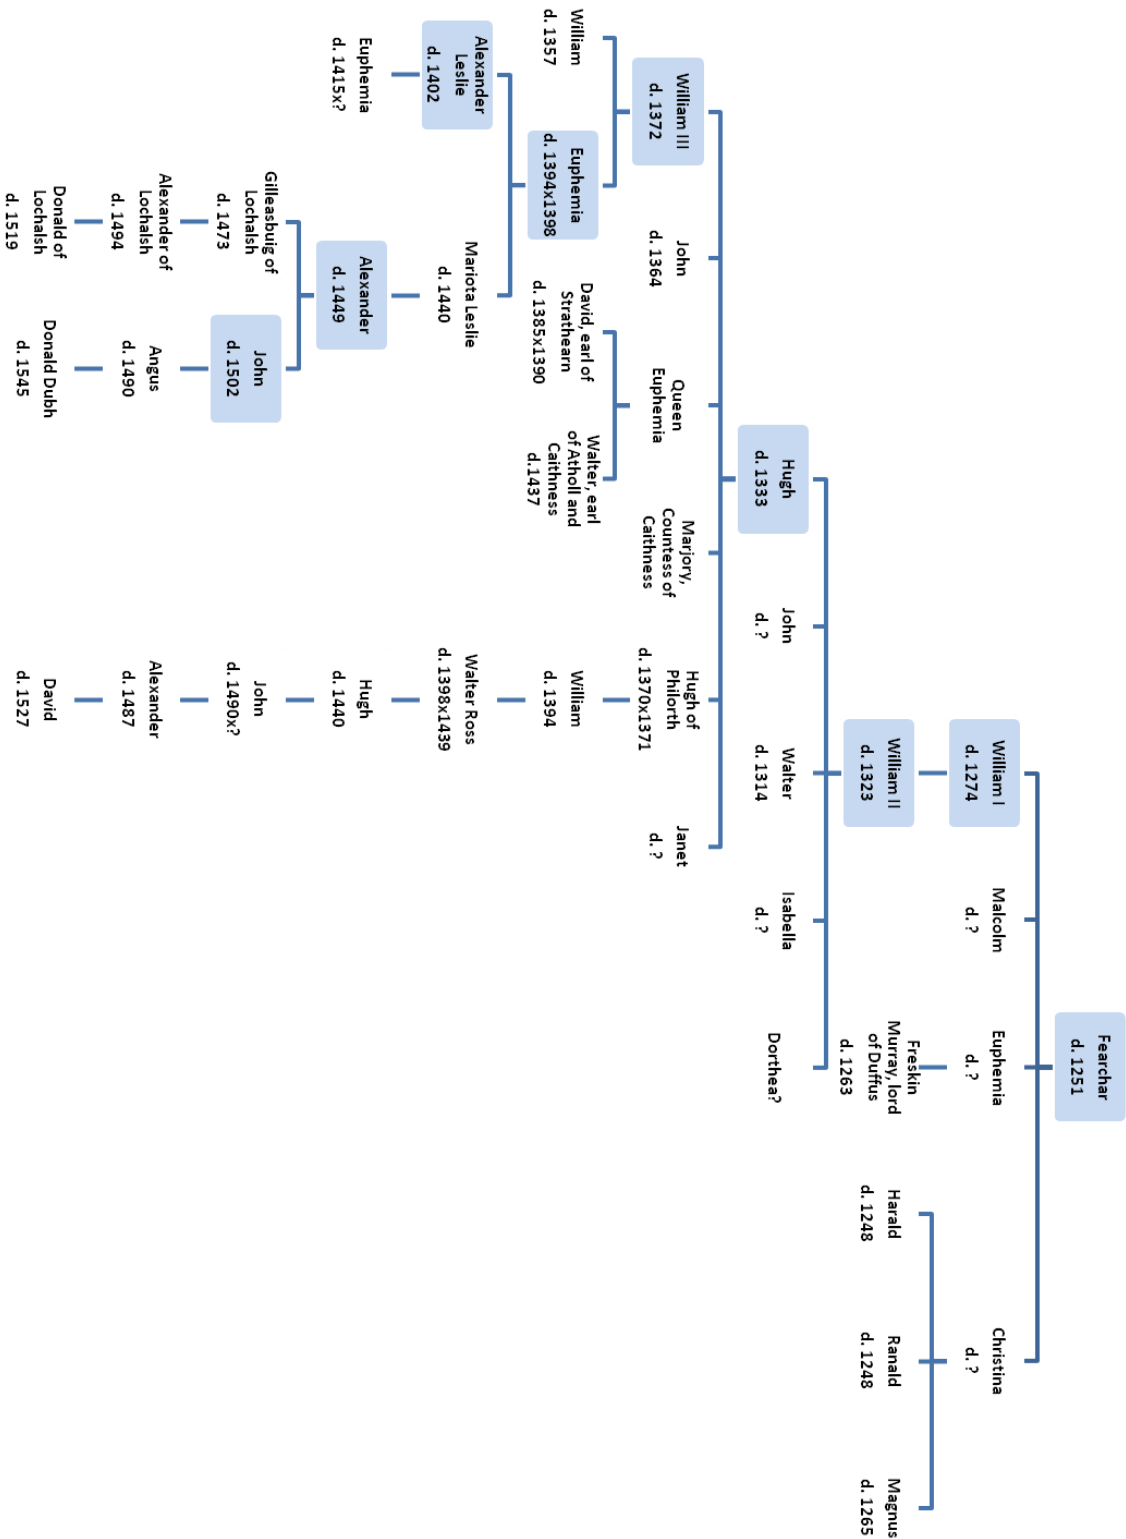 Fearchar
d. 1251
William I
d. 1274
Malcolm
d. ?
Euphemia
d. ?
Christina
d. ?
William II
d. 1323
Freskin
Murray, lord
of Duffus
d. 1263
Harald
d. 1248
Ranald
d. 1248
Magnus
d. 1265
Hugh
d. 1333
John
d. ?
Walter
d. 1314
Isabella
d. ?
Dorthea?
William III
d. 1372
John
d. 1364
Queen
Euphemia
Marjory,
Countess of
Caithness
Hugh of
Philorth
d. 1370x1371
Janet
d. ?
William
d. 1357
Euphemia
d. 1394x1398
David, earl of
Strathearn
d. 1385x1390
Walter, earl
of Atholl and
Caithness
d.1437
William
d. 1394
Alexander
Leslie
d. 1402
Mariota Leslie
d. 1440
Walter Ross
d. 1398x1439
Euphemia
d. 1415x?
Alexander
d. 1449
Hugh
d. 1440
Gilleasbuig of
Lochalsh
d. 1473
John
d. 1502
John
d. 1490x?
Alexander of
Lochalsh
d. 1494
Angus
d. 1490
Alexander
d. 1487
Donald of
Lochalsh
d. 1519
Donald Dubh
d. 1545
David
d. 1527